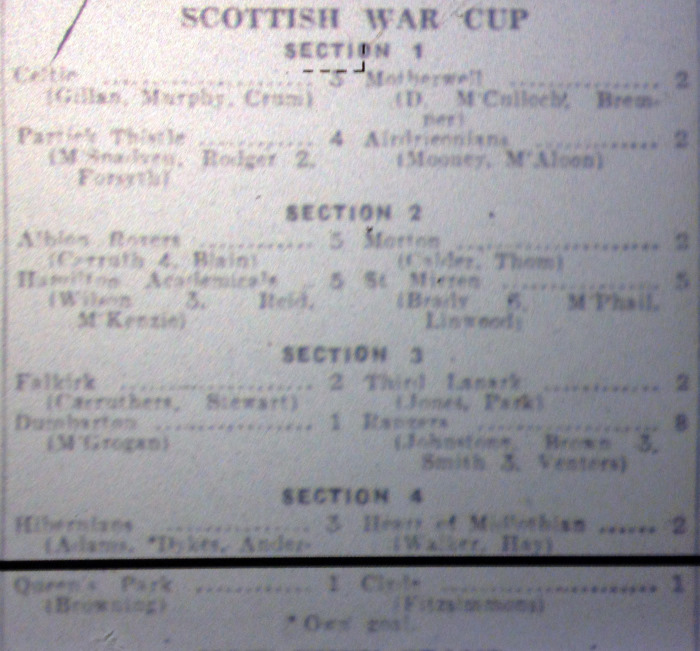 SCOTTISH WAR CUP
SECTION 1
Celtic .................. 3 Motherwell ................ 2
(Gillan, Murphy, Crum) (D. M'Culloch, Brem-
ner)
Partick Thistle ............ 4 Airdrieonians ............ 2
Rodger 2, (Mooney, M'Aloon)
Forsyth)
SECTION 2
Albion Rovers ............ 5 Morton .................. 2
(Carruth 4, Blain) (Calder, Thom)
Hamilton Academicals .. 5 St Mirren ................ 5
(Wilson 3, Reid, (Brady M'Phail,
M'Kenzie) Linwood)
SECTION 3
Falkirk .................. 2 Third Lanark ............ 2
(Carruthers, Stewart) (Jones, Park)
Dumbarton .............. 1 Rangers .................. 8
(M'Grogan) (Johnstone, Brown 3,
Smith 3, Venters)
SECTION 4
Hibernians .............. 3 Heart of Midlothian ...... 2
(Adams, *Dykes, Ander- (Walker, Hay)
Queen's Park ............ 1 Clyde .................... 1
(Browning) (Fitzsimmons)
* Own goal.